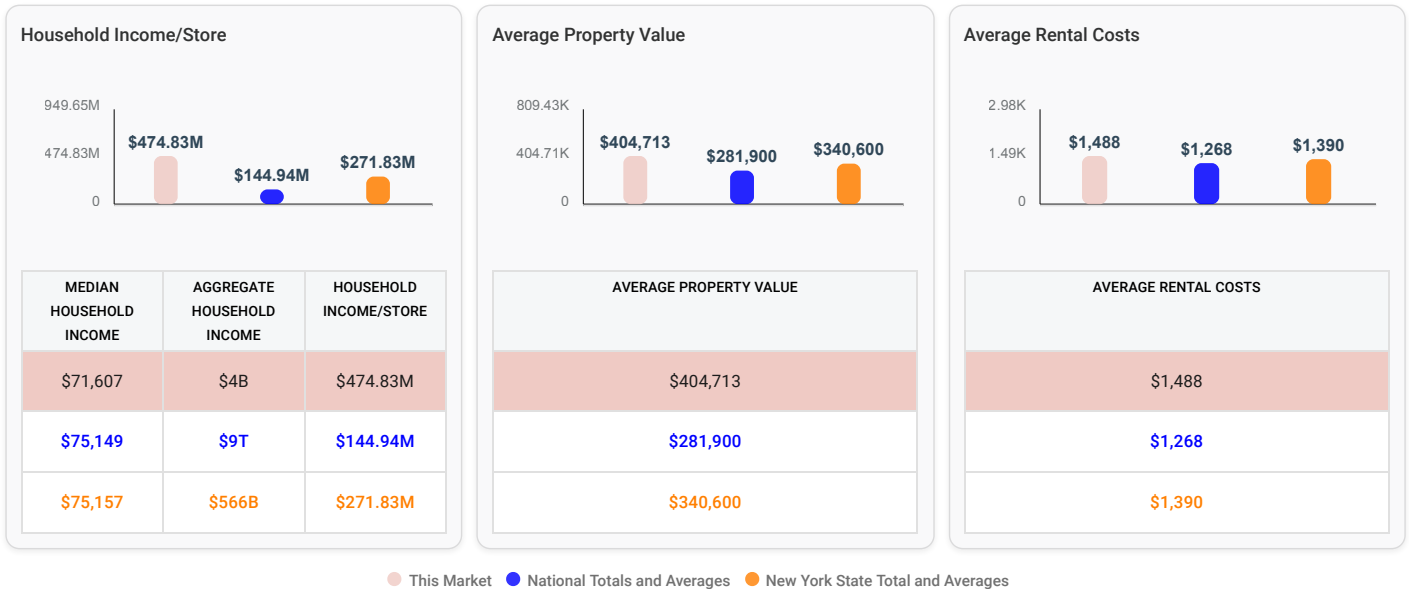 Household Income/Store
949.65M
474.83M
0
$474.83M
$144.94M
$271.83M
MEDIAN
HOUSEHOLD
INCOME
AGGREGATE
HOUSEHOLD
INCOME
HOUSEHOLD
INCOME/STORE
$71,607 $4B $474.83M
$75,149 $9T $144.94M
$75,157 $566B $271.83M
Average Property Value
809.43K
404.71K
0
$404,713
$281,900
$340,600
AVERAGE PROPERTY VALUE
$404,713
$281,900
$340,600
Average Rental Costs
2.98K
1.49K
0
$1,488
$1,268
$1,390
AVERAGE RENTAL COSTS
$1,488
$1,268
$1,390
This Market National Totals and Averages New York State Total and Averages